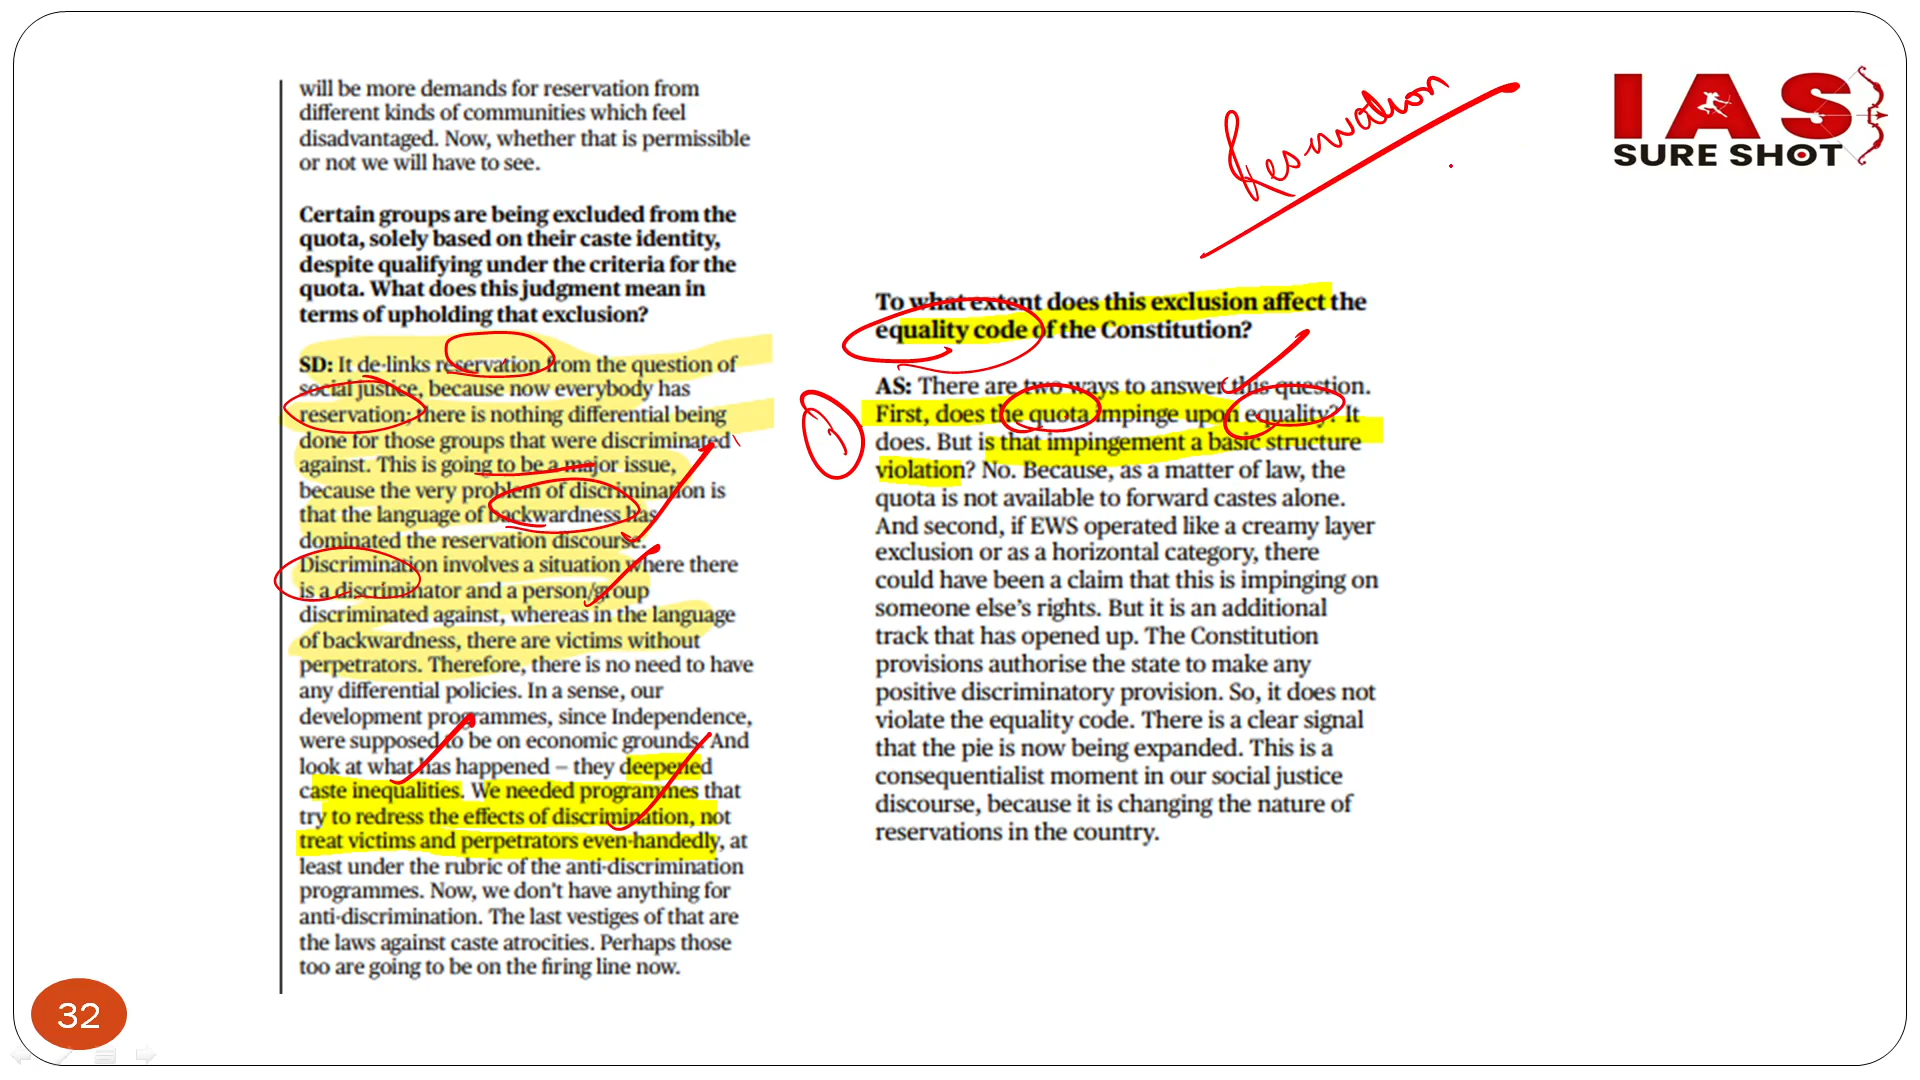 will be more demands for reservation from
different kinds of communities which feel
disadvantaged. Now, whether that is permissible
or not we will have to see.
Certain groups are being excluded from the
quota, solely based on their caste identity,
despite qualifying under the criteria for the
quota. What does this judgment mean in
terms of upholding that exclusion?
SD: It de-links reservation from the question of
social justice, because now everybody has
reservation; there is nothing differential being
done for those groups that were discriminated
against. This is going to be a major issue,
because the very problem of discrimination is
that the language of backwardness has
dominated the reservation discourse.
Discrimination involves a situation where there
is a discriminator and a person/group
discriminated against, whereas in the language
of backwardness, there are victims without
perpetrators. Therefore, there is no need to have
any differential policies. In a sense, our
development programmes, since Independence,
were supposed to be on economic grounds. And
look at what has happened – they deepened
caste inequalities. We needed programmes that
try to redress the effects of discrimination, not
treat victims and perpetrators even-handedly, at
least under the rubric of the anti-discrimination
programmes. Now, we don't have anything for
anti-discrimination. The last vestiges of that are
the laws against caste atrocities. Perhaps those
too are going to be on the firing line now.
Reservation
To what extent does this exclusion affect the
equality code of the Constitution?
AS: There are two ways to answer this question.
First, does the quota impinge upon equality? It
does. But is that impingement a basic structure
violation? No. Because, as a matter of law, the
quota is not available to forward castes alone.
And second, if EWS operated like a creamy layer
exclusion or as a horizontal category, there
could have been a claim that this is impinging on
someone else's rights. But it is an additional
track that has opened up. The Constitution
provisions authorise the state to make any
positive discriminatory provision. So, it does not
violate the equality code. There is a clear signal
that the pie is now being expanded. This is a
consequentialist moment in our social justice
discourse, because it is changing the nature of
reservations in the country.
IAS
SURE SHOT
32